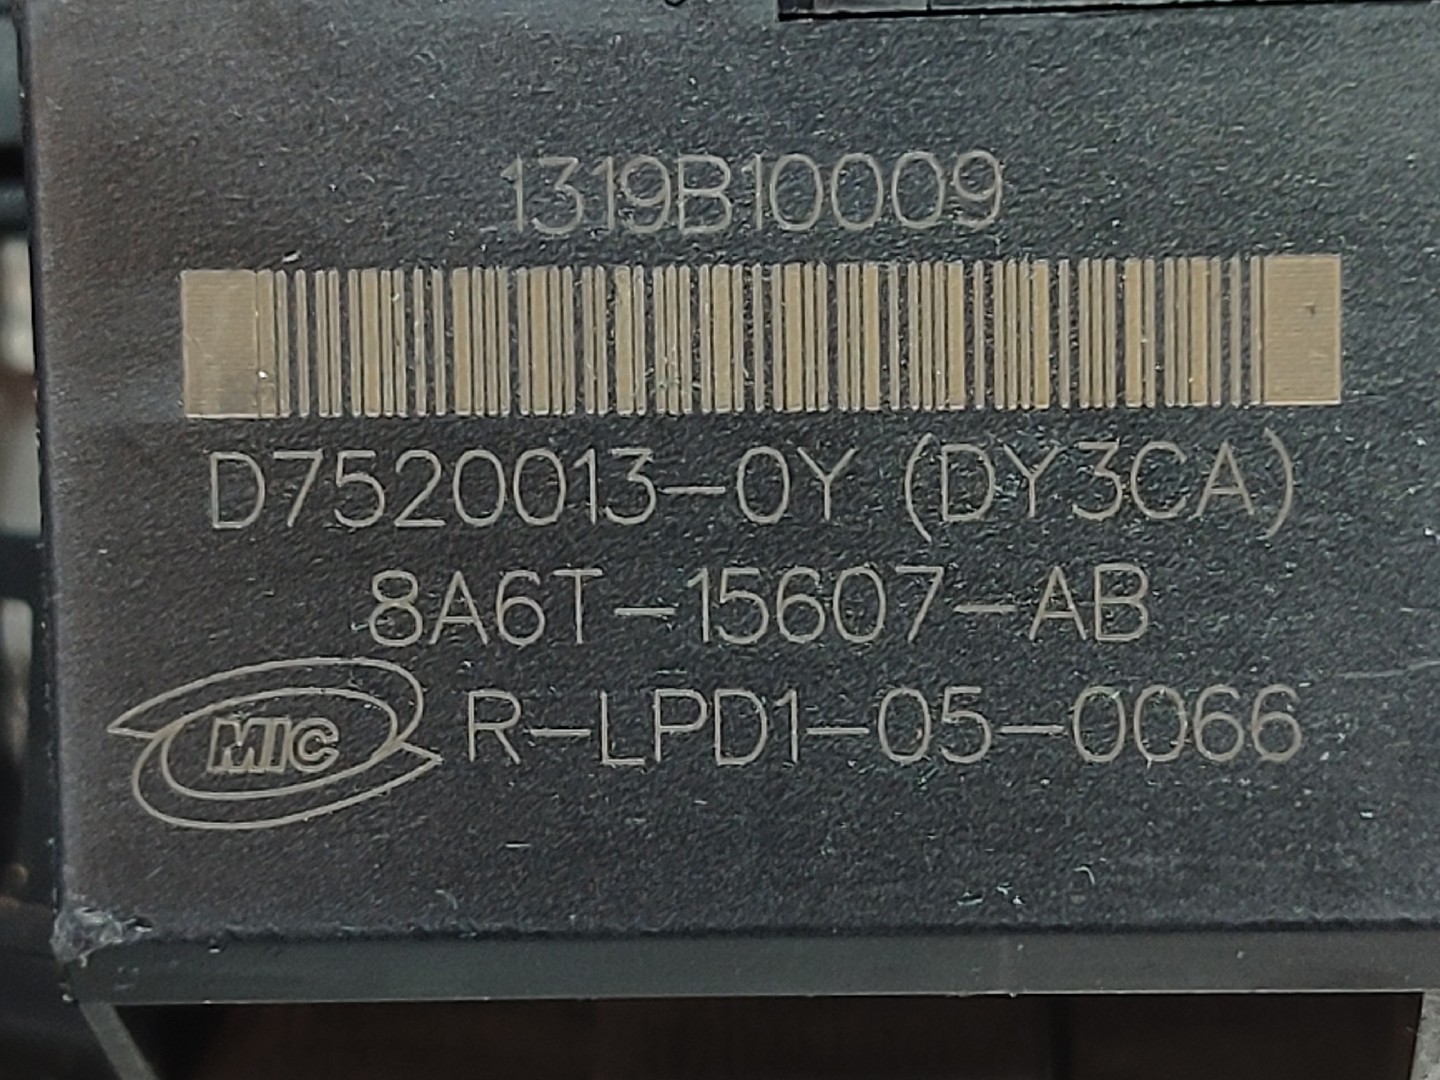 1319B10009
D7520013-0Y (DY3CA)
8A6T-15607-AB
MIC R-LPD1-05-0066